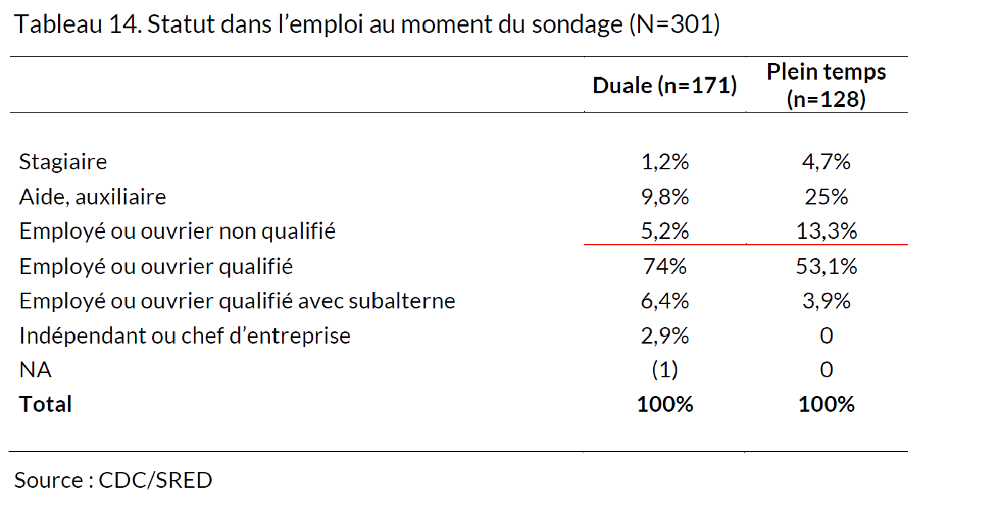 Tableau 14. Statut dans l’emploi au moment du sondage (N=301)
Duale (n=171) Plein temps (n=128)
Stagiaire 1,2% 4,7%
Aide, auxiliaire 9,8% 25%
Employé ou ouvrier non qualifié 5,2% 13,3%
Employé ou ouvrier qualifié 74% 53,1%
Employé ou ouvrier qualifié avec subalterne 6,4% 3,9%
Indépendant ou chef d’entreprise 2,9% 0
NA (1) 0
Total 100% 100%
Source : CDC/SRED